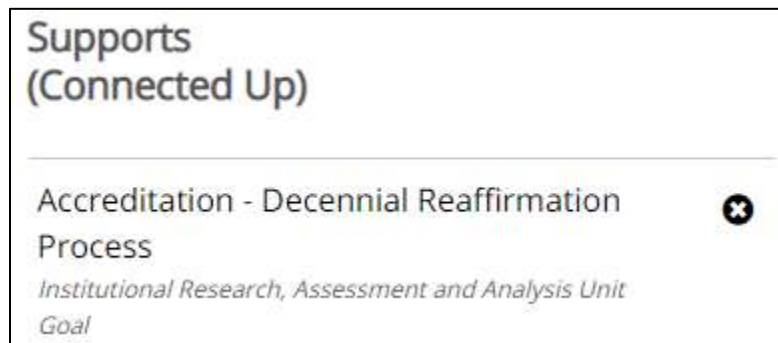 Supports
(Connected Up)
Accreditation - Decennial Reaffirmation
Process
Institutional Research, Assessment and Analysis Unit
Goal